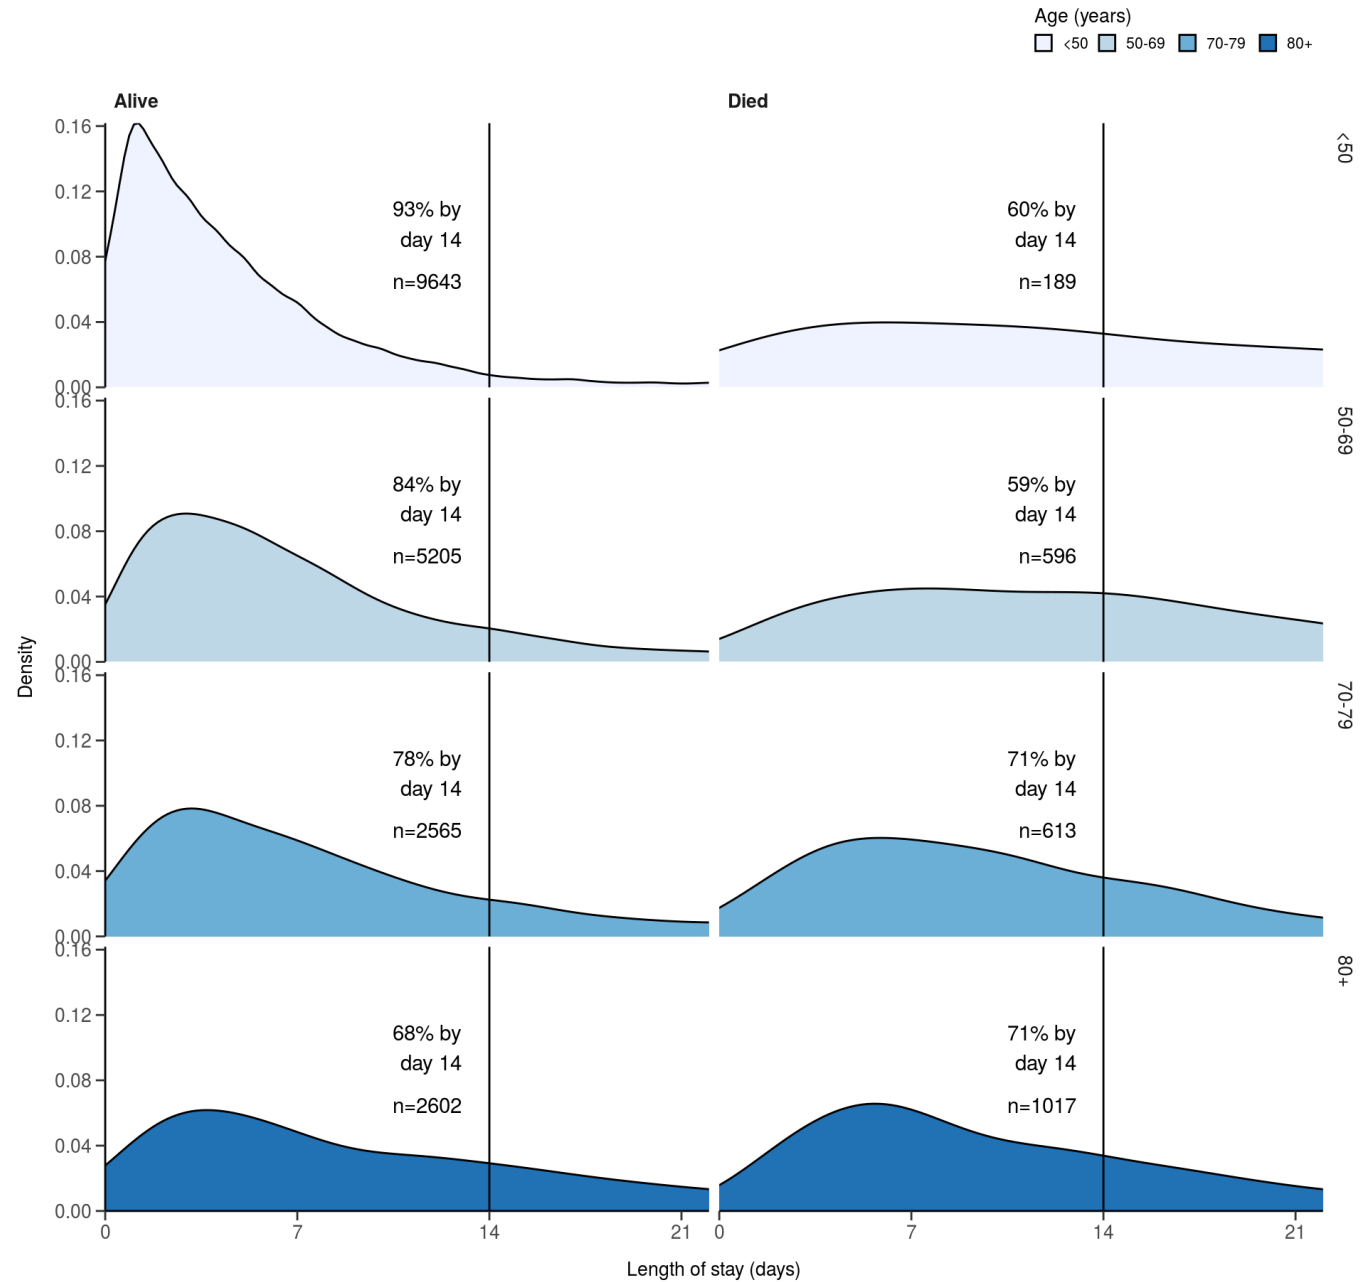 Age (years)
<50 50-69 70-79 80+
Alive Died
0.16
0.12
0.08
0.04
0.00
93% by
day 14
n=9643
60% by
day 14
n=189
<50
0.16
0.12
0.08
0.04
0.00
84% by
day 14
n=5205
59% by
day 14
n=596
50-69
Density
0.16
0.12
0.08
0.04
0.00
78% by
day 14
n=2565
71% by
day 14
n=613
70-79
0.16
0.12
0.08
0.04
0.00
68% by
day 14
n=2602
71% by
day 14
n=1017
80+
0 7 14 21 0 7 14 21
Length of stay (days)